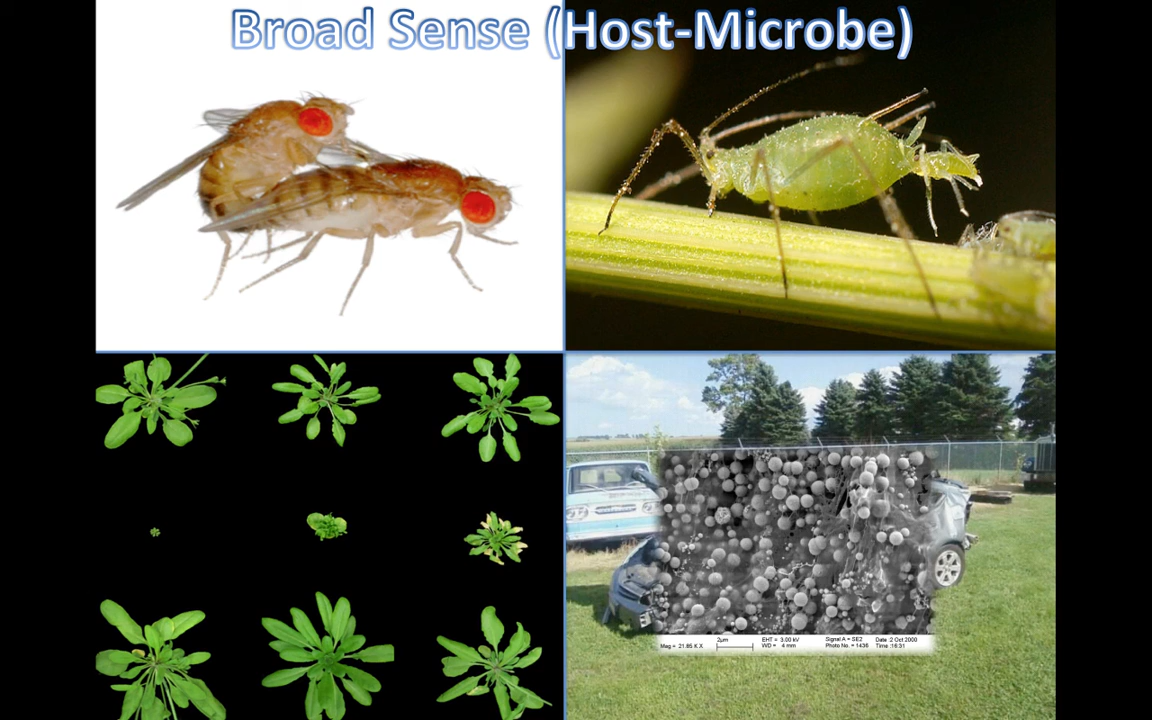 Broad Sense (Host-Microbe)
2µm EHT = 3.00 kV Signal A = SE2 Date :2 Oct 2000
Mag = 21.85 K X WD = 4 mm Photo No. = 1436 Time :16:31